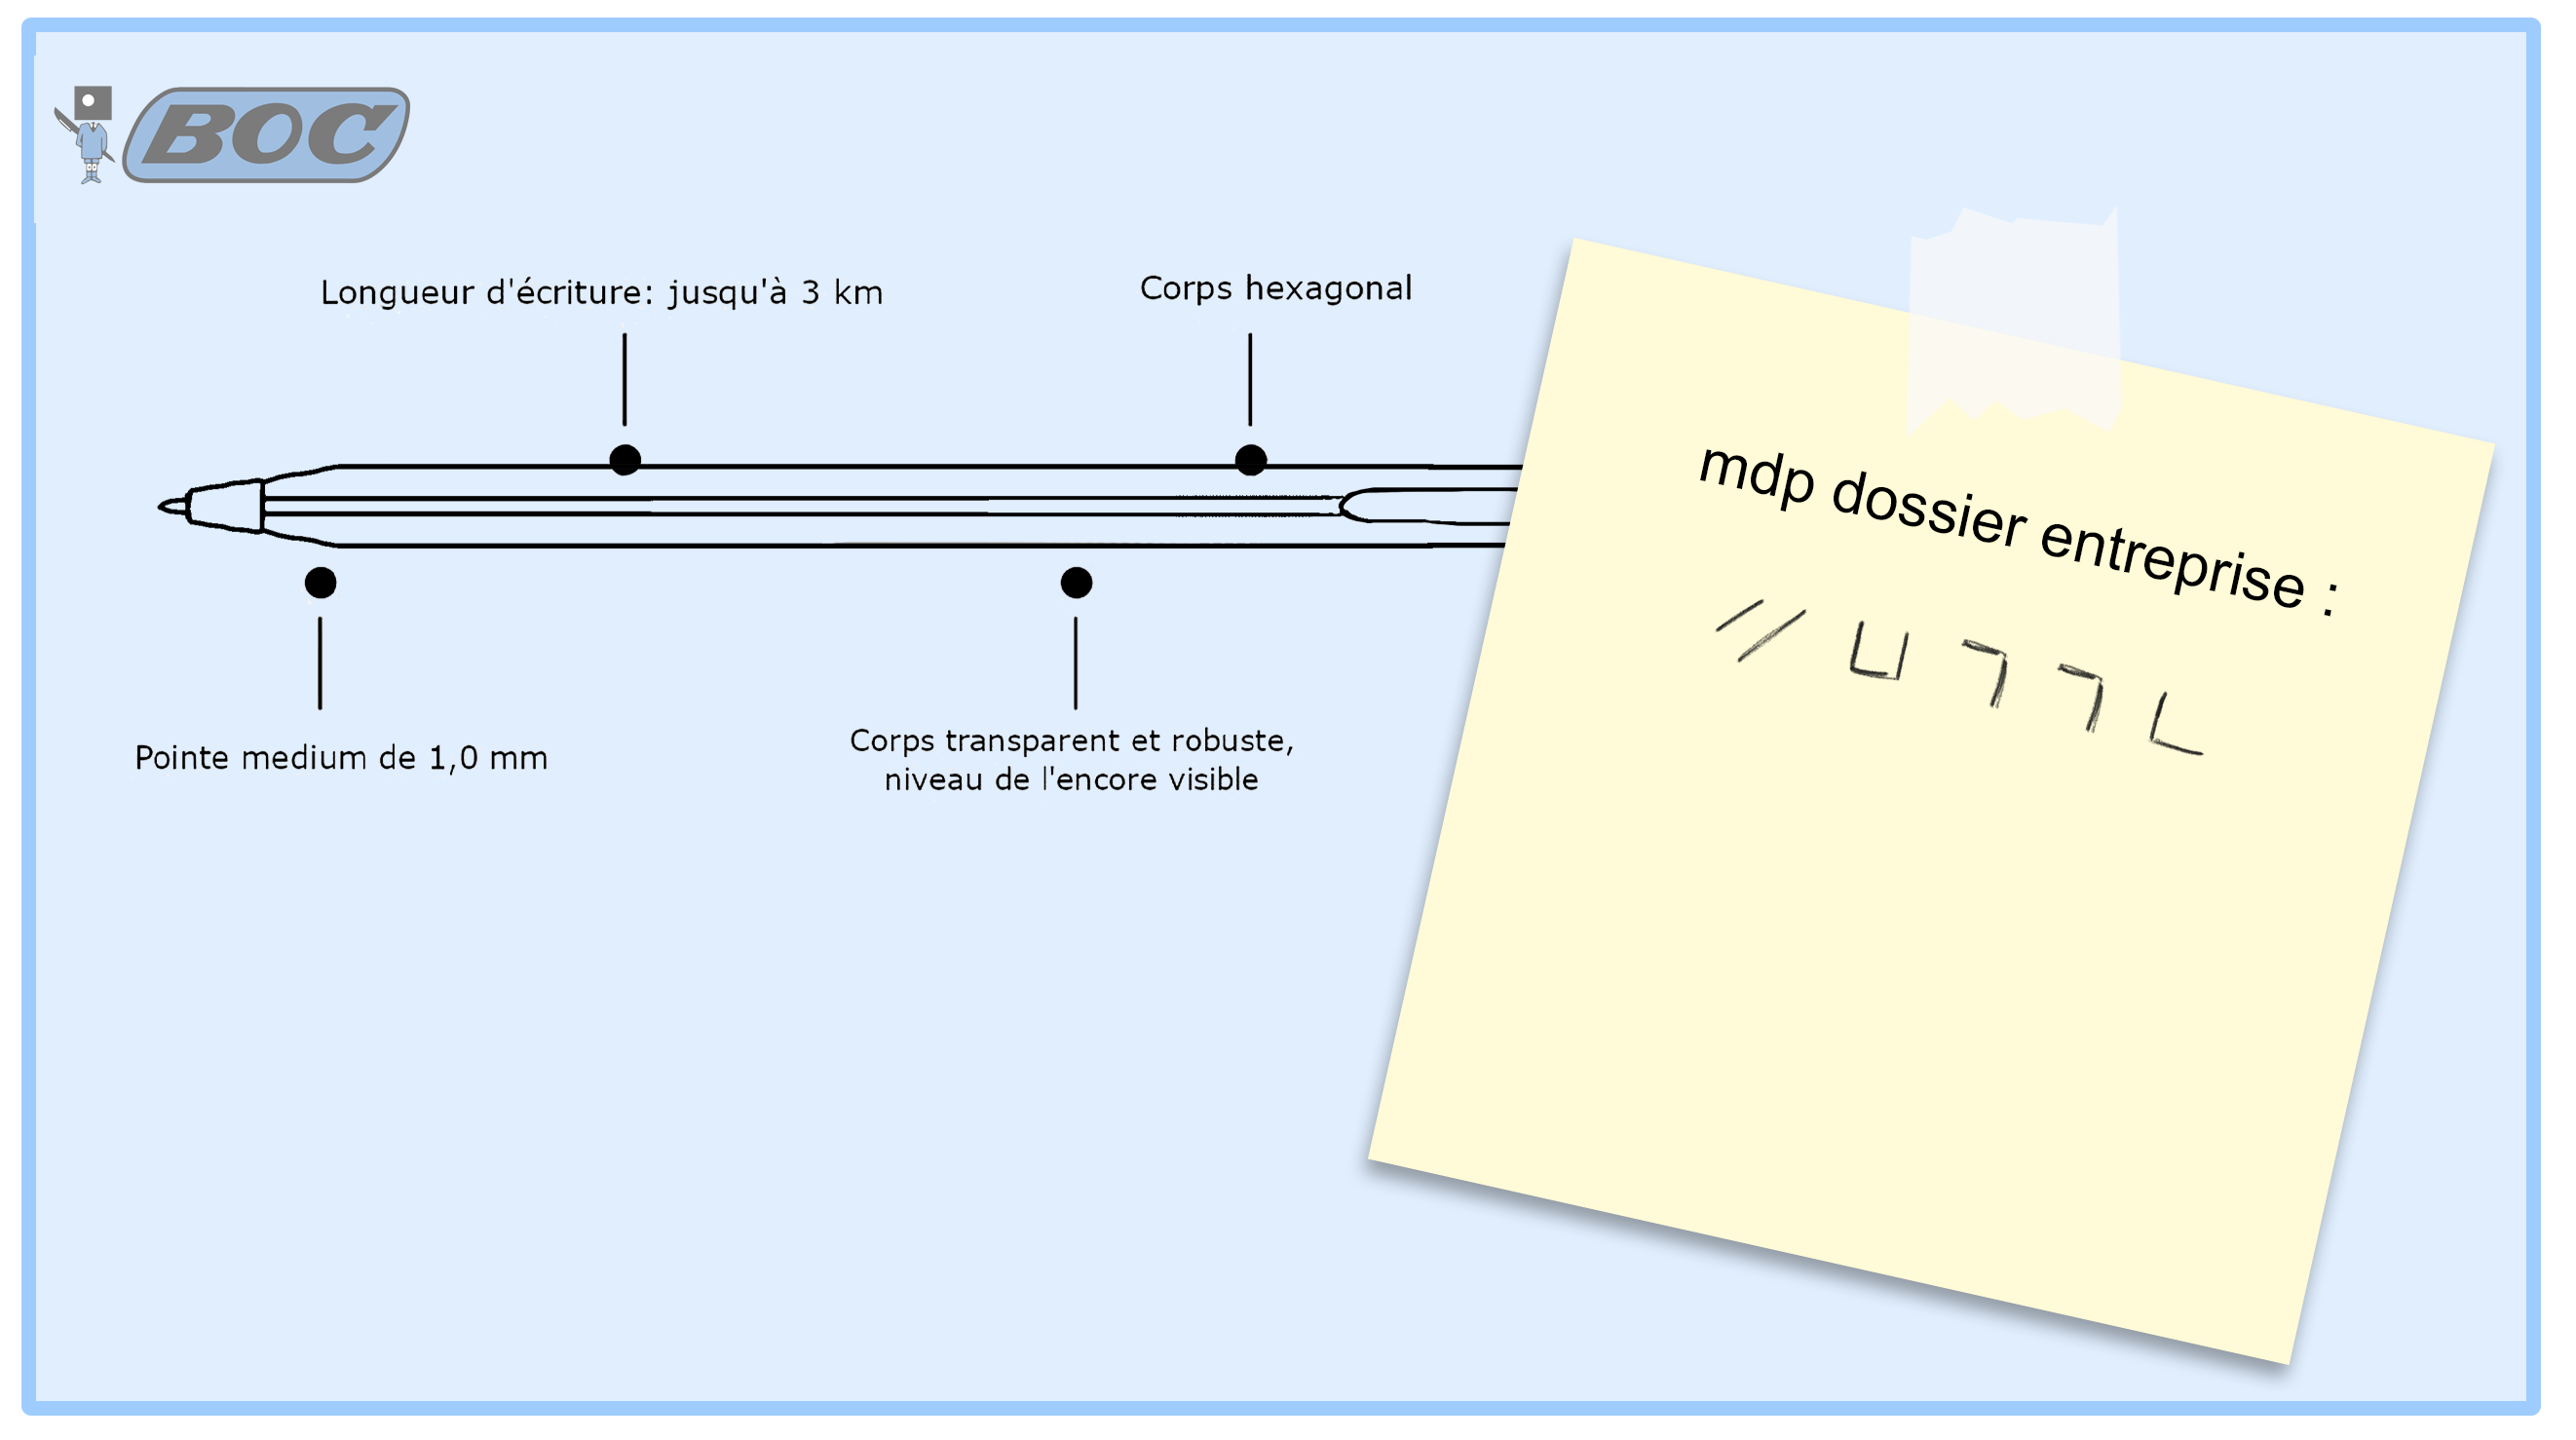 BOC
Longueur d'écriture: jusqu'à 3 km
Corps hexagonal
Pointe medium de 1,0 mm
Corps transparent et robuste,
niveau de l'encore visible
mdp dossier entreprise :